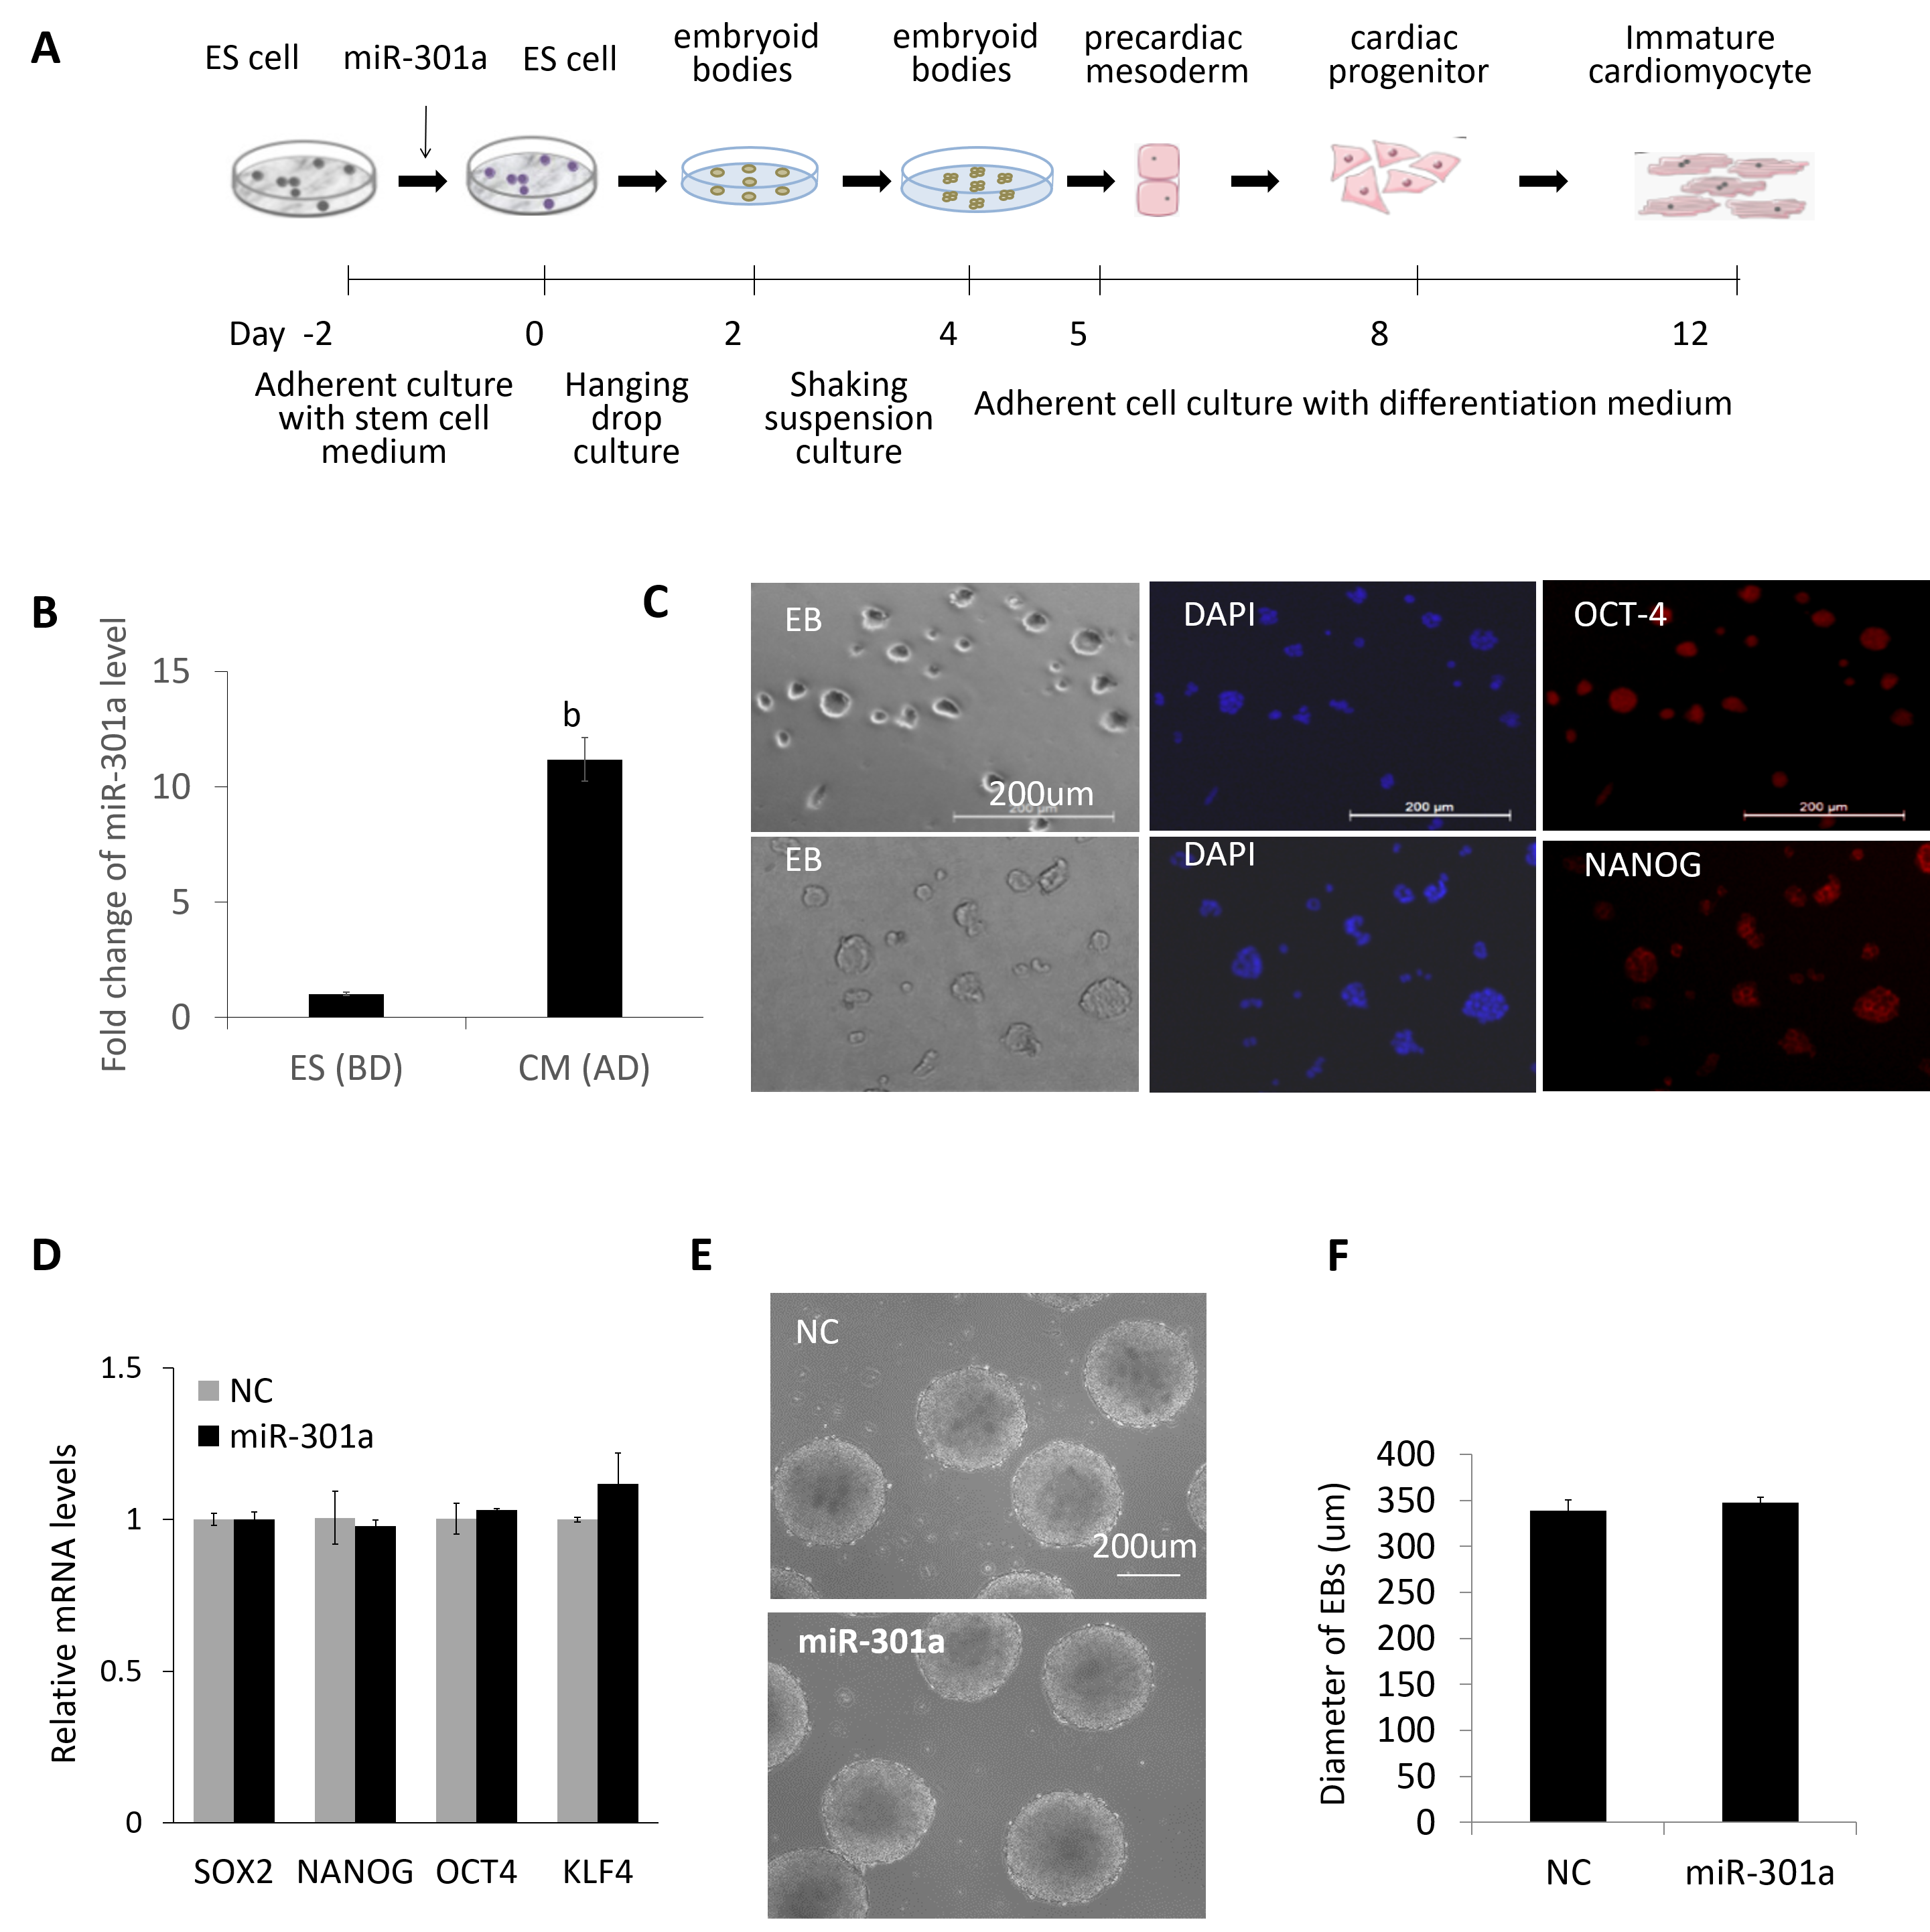 A
ES cell
miR-301a
ES cell
embryoid
bodies
embryoid
bodies
precardiac
mesoderm
cardiac
progenitor
Immature
cardiomyocyte
Day -2 0 2 4 5 8 12
Adherent culture
with stem cell
medium
Hanging
drop
culture
Shaking
suspension
culture
Adherent cell culture with differentiation medium
B
Fold change of miR-301a level
15
10
5
0
b
ES (BD)
CM (AD)
C
EB
200um
200 µm
DAPI
200 µm
OCT-4
200 µm
EB
DAPI
NANOG
D
Relative mRNA levels
1.5
1
0.5
0
NC
miR-301a
SOX2 NANOG OCT4 KLF4
E
NC
200um
miR-301a
F
Diameter of EBs (um)
400
350
300
250
200
150
100
50
0
NC
miR-301a